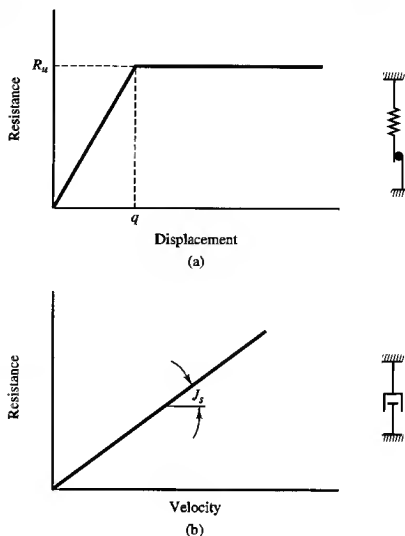 Resistance
R_u
q
Displacement
(a)
Resistance
J_s
Velocity
(b)